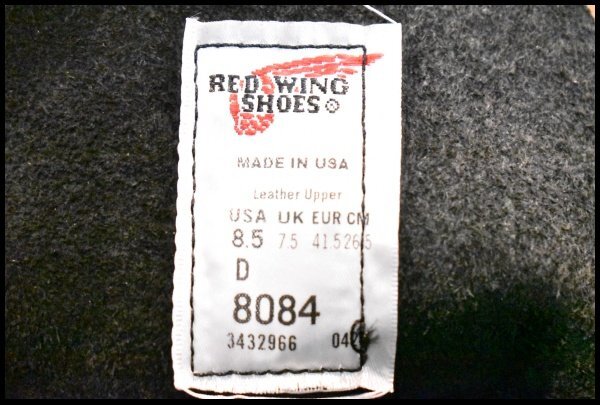 RED WING
SHOES ®
MADE IN USA
Leather Upper
USA UK EUR CM
8.5 7.5 41.5 26.5
D
8084
3432966